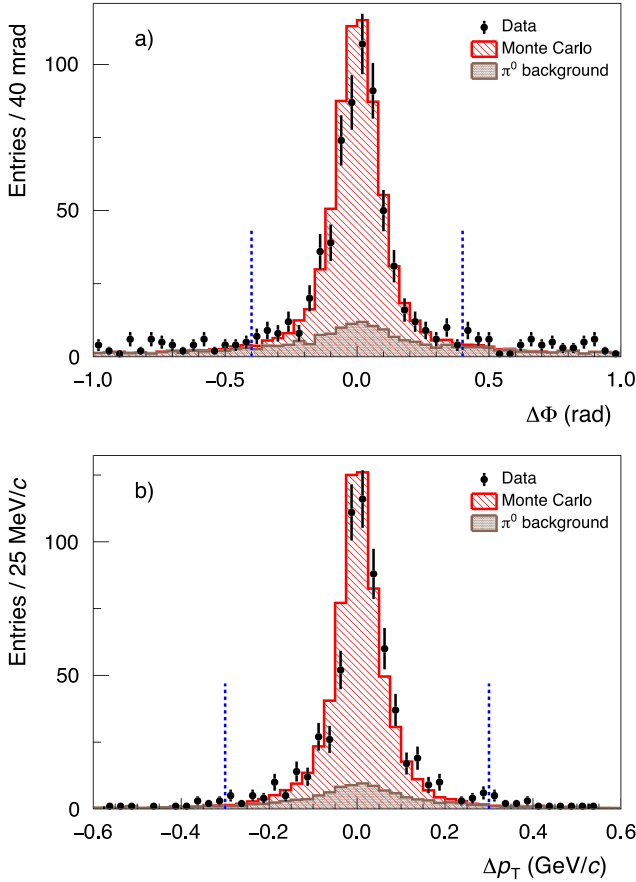 a)
Data
Monte Carlo
π⁰ background
Entries / 40 mrad
100
50
0
−1.0 −0.5 0.0 0.5 1.0
ΔΦ (rad)
b)
Data
Monte Carlo
π⁰ background
Entries / 25 MeV/c
100
50
0
−0.6 −0.4 −0.2 0.0 0.2 0.4 0.6
Δp_T (GeV/c)